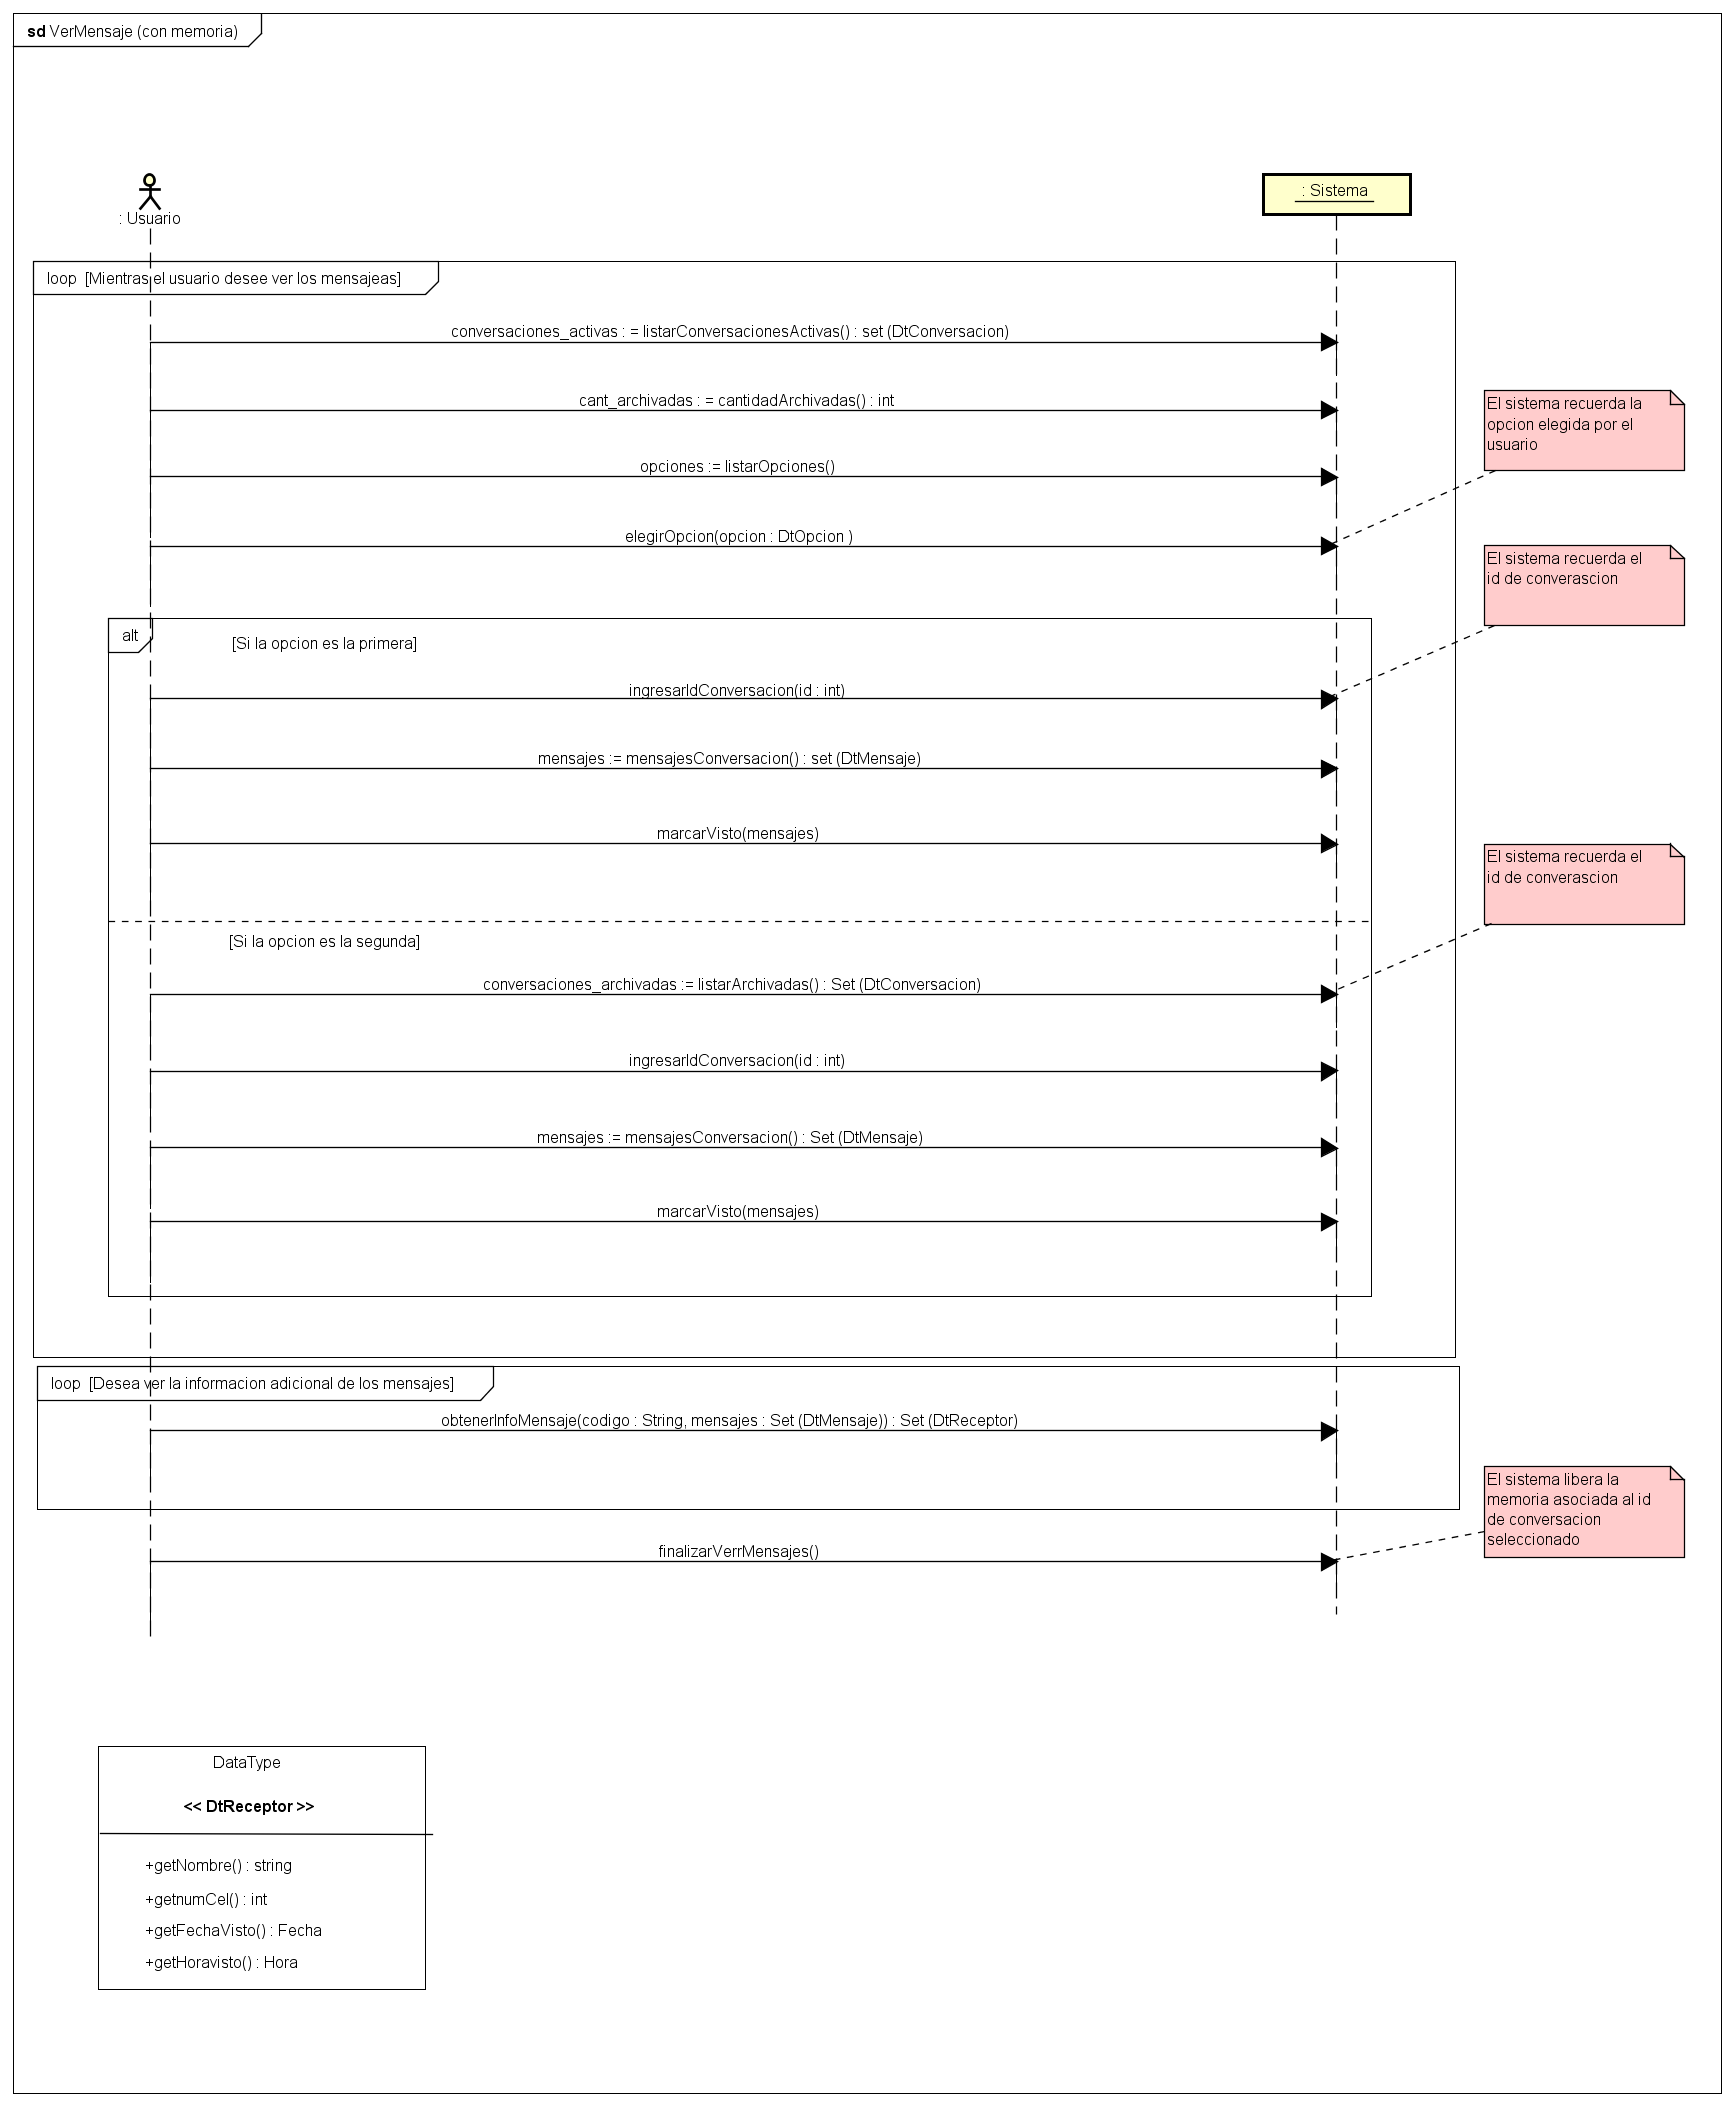 sd VerMensaje (con memoria)
: Usuario
: Sistema
loop [Mientras el usuario desee ver los mensajeas]
conversaciones_activas : = listarConversacionesActivas() : set (DtConversacion)
cant_archivadas : = cantidadArchivadas() : int
El sistema recuerda la
opcion elegida por el
usuario
opciones := listarOpciones()
elegirOpcion(opcion : DtOpcion )
El sistema recuerda el
id de converascion
alt
[Si la opcion es la primera]
ingresarIdConversacion(id : int)
mensajes := mensajesConversacion() : set (DtMensaje)
marcarVisto(mensajes)
El sistema recuerda el
id de converascion
[Si la opcion es la segunda]
conversaciones_archivadas := listarArchivadas() : Set (DtConversacion)
ingresarIdConversacion(id : int)
mensajes := mensajesConversacion() : Set (DtMensaje)
marcarVisto(mensajes)
loop [Desea ver la informacion adicional de los mensajes]
obtenerInfoMensaje(codigo : String, mensajes : Set (DtMensaje)) : Set (DtReceptor)
El sistema libera la
memoria asociada al id
de conversacion
seleccionado
finalizarVerrMensajes()
DataType
<< DtReceptor >>
+getNombre() : string
+getnumCel() : int
+getFechaVisto() : Fecha
+getHoravisto() : Hora